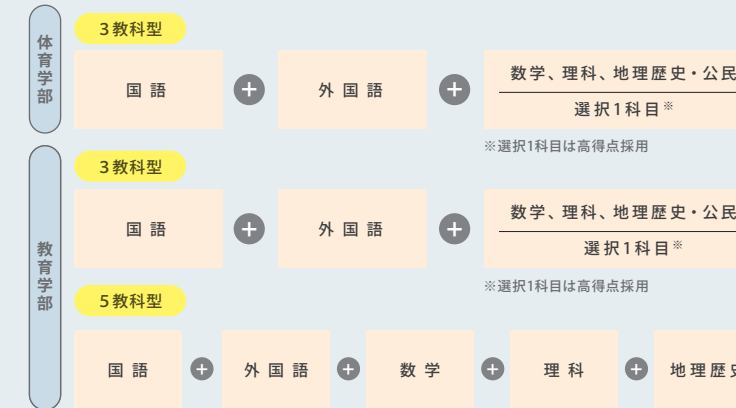 体育学部
3教科型
国語
外国語
数学、理科、地理歴史・公民
選択1科目※
※選択1科目は高得点採用
教育学部
3教科型
国語
外国語
数学、理科、地理歴史・公民
選択1科目※
※選択1科目は高得点採用
5教科型
国語
外国語
数学
理科
地理歴史